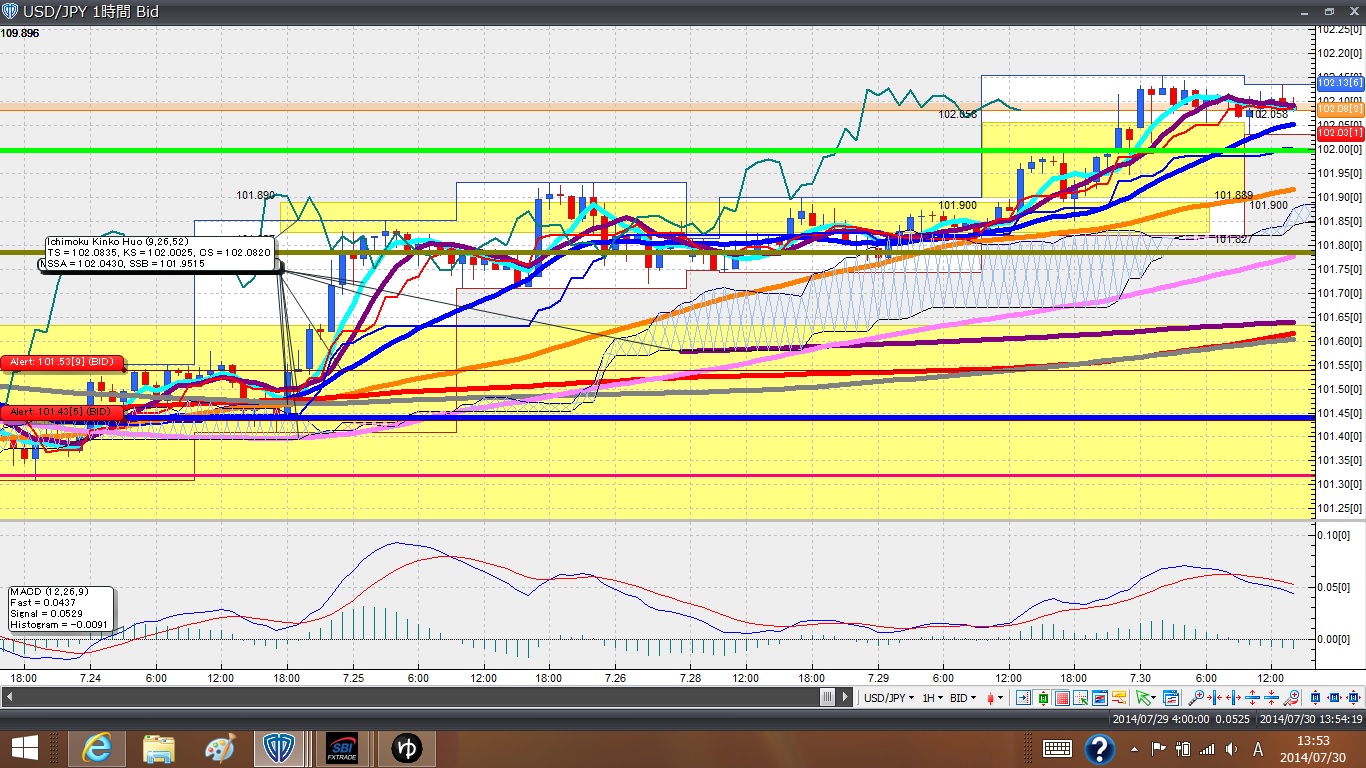 USD/JPY 1時間 Bid
109.896
102.25[0]
102.20[0]
102.13[6]
102.10[0]
102.08[2]
102.05[0]
102.03[1]
102.00[0]
101.95[0]
101.90[0]
101.85[0]
101.80[0]
101.75[0]
101.70[0]
101.65[0]
101.60[0]
101.55[0]
101.50[0]
101.45[0]
101.40[0]
101.35[0]
101.30[0]
101.25[0]
102.058
102.058
101.890
101.900
101.889
101.900
101.827
Ichimoku Kinko Huo (9,26,52)
TS = 102.0835, KS = 102.0025, CS = 102.0820
SSA = 102.0430, SSB = 101.9515
Alert: 101.53[9] (BID)
Alert: 101.43[5] (BID)
0.10[0]
0.05[0]
0.00[0]
MACD (12,26,9)
Fast = 0.0437
Signal = 0.0529
Histogram = -0.0091
18:00 7.24 6:00 12:00 18:00 7.25 6:00 12:00 18:00 7.26 7.28 12:00 18:00 7.29 6:00 12:00 18:00 7.30 6:00 12:00
USD/JPY 1H BID
2014/07/29 4:00:00 0.0525 2014/07/30 13:54:19
SBI
FXTRADE
ゆ
A
13:53
2014/07/30